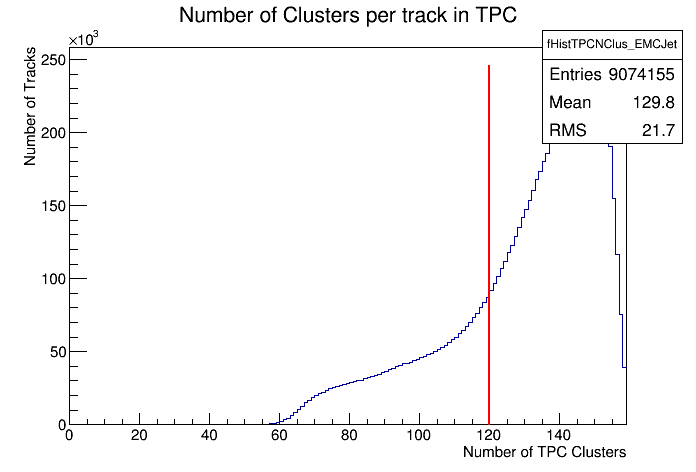 Number of Clusters per track in TPC
×10³
fHistTPCNClus_EMCJet
Entries 9074155
Mean 129.8
RMS 21.7
Number of Tracks
250
200
150
100
50
0
0 20 40 60 80 100 120 140
Number of TPC Clusters